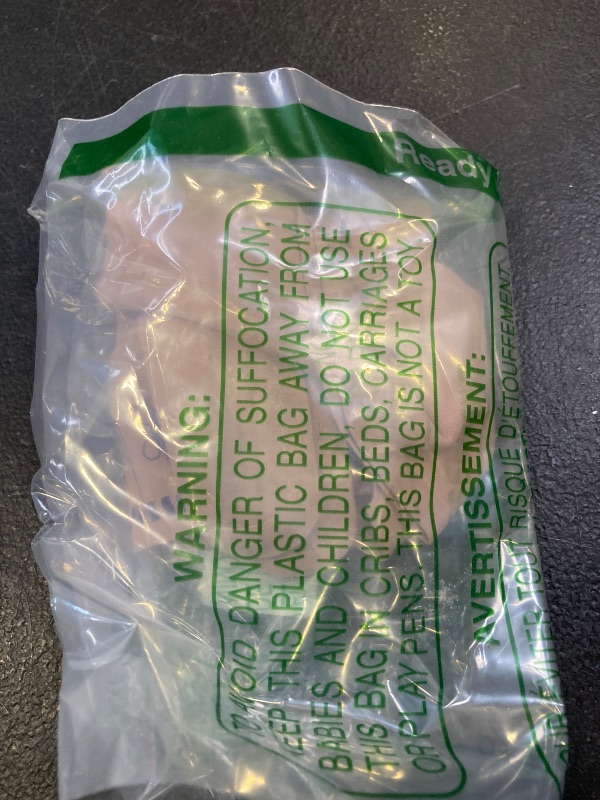 Ready
WARNING:
TO AVOID DANGER OF SUFFOCATION,
KEEP THIS PLASTIC BAG AWAY FROM
BABIES AND CHILDREN, DO NOT USE
THIS BAG IN CRIBS, BEDS, CARRIAGES
OR PLAY PENS. THIS BAG IS NOT A TOY.
AVERTISSEMENT:
TOUT RISQUE D'ÉTOUFFEMENT